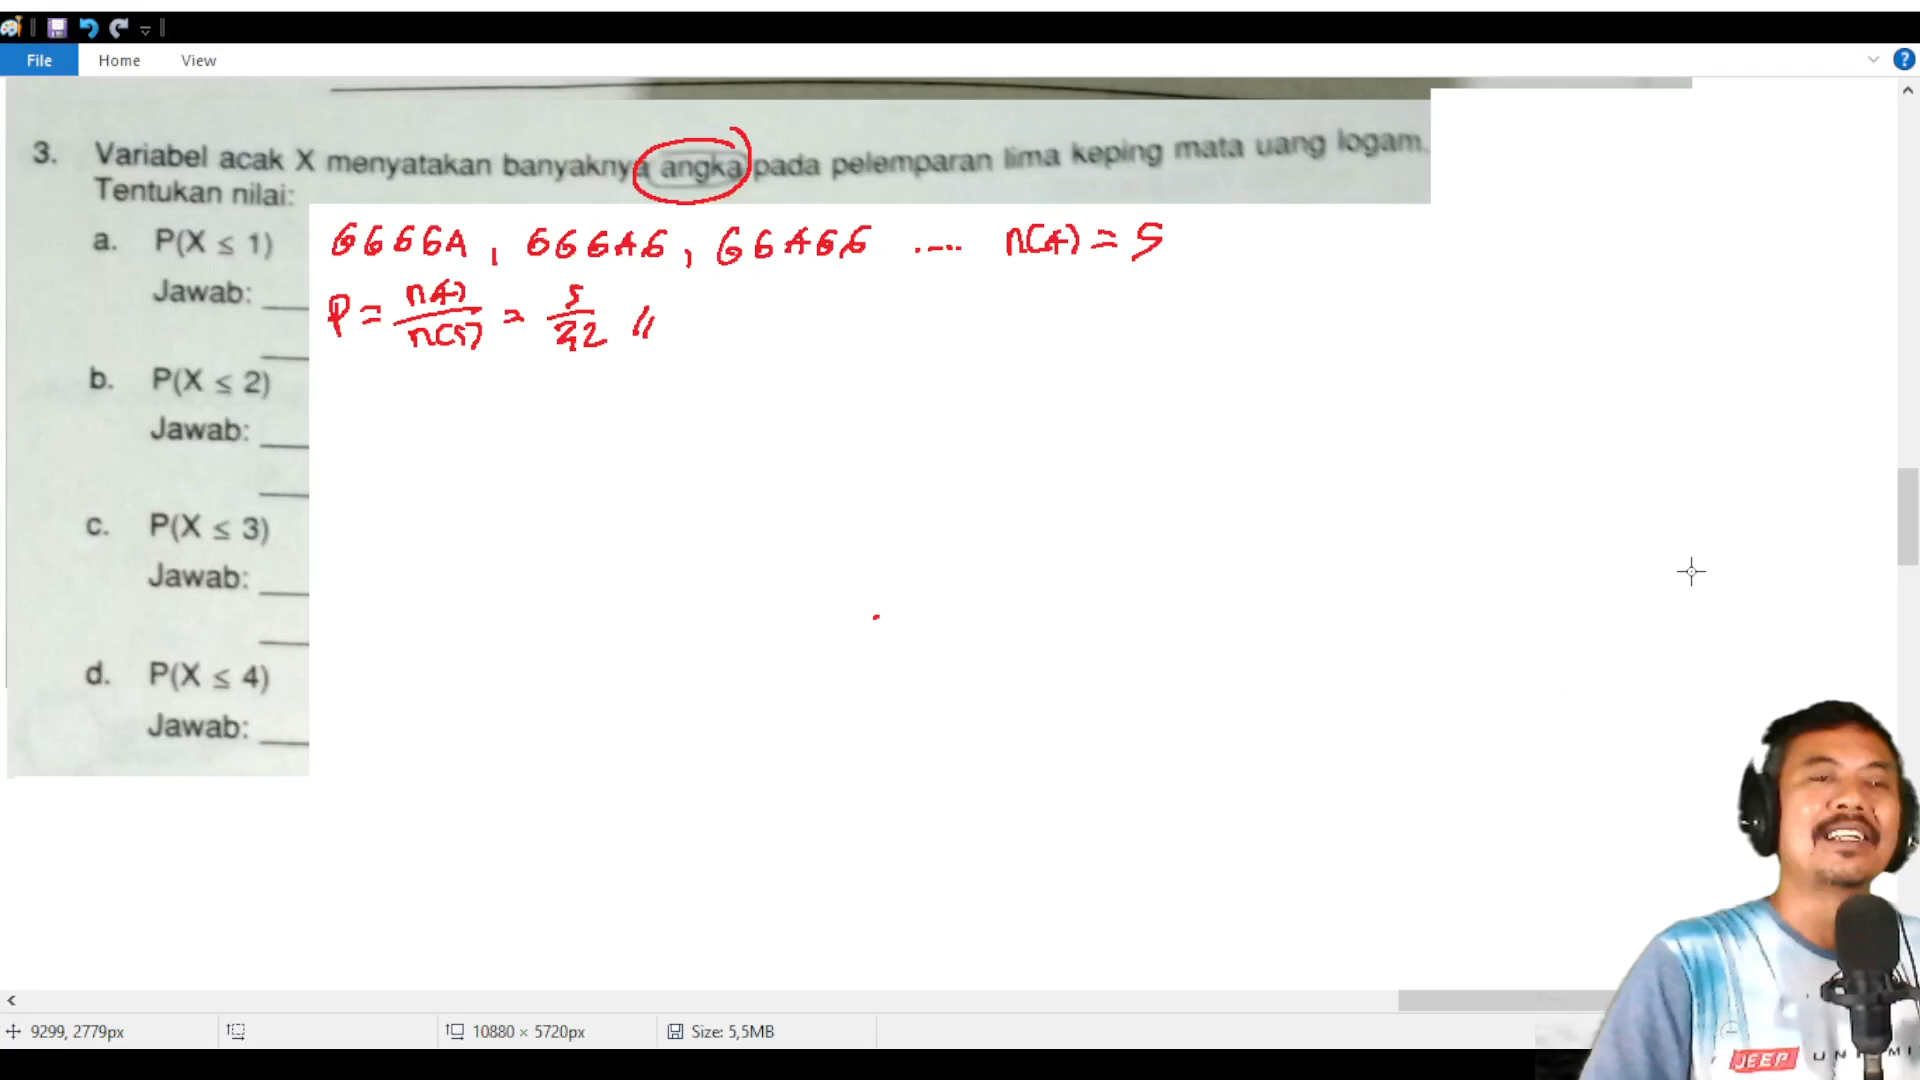 File Home View
3. Variabel acak X menyatakan banyaknya angka pada pelemparan lima keping mata uang logam.
Tentukan nilai:
a. P(X ≤ 1)
GGGGA , GGGAG , GGAGG ..... n(A) = 5
Jawab:
P = n(A)/n(S) = 5/32 //
b. P(X ≤ 2)
Jawab:
c. P(X ≤ 3)
Jawab:
d. P(X ≤ 4)
Jawab:
9299, 2779px
10880 × 5720px
Size: 5,5MB
JEEP